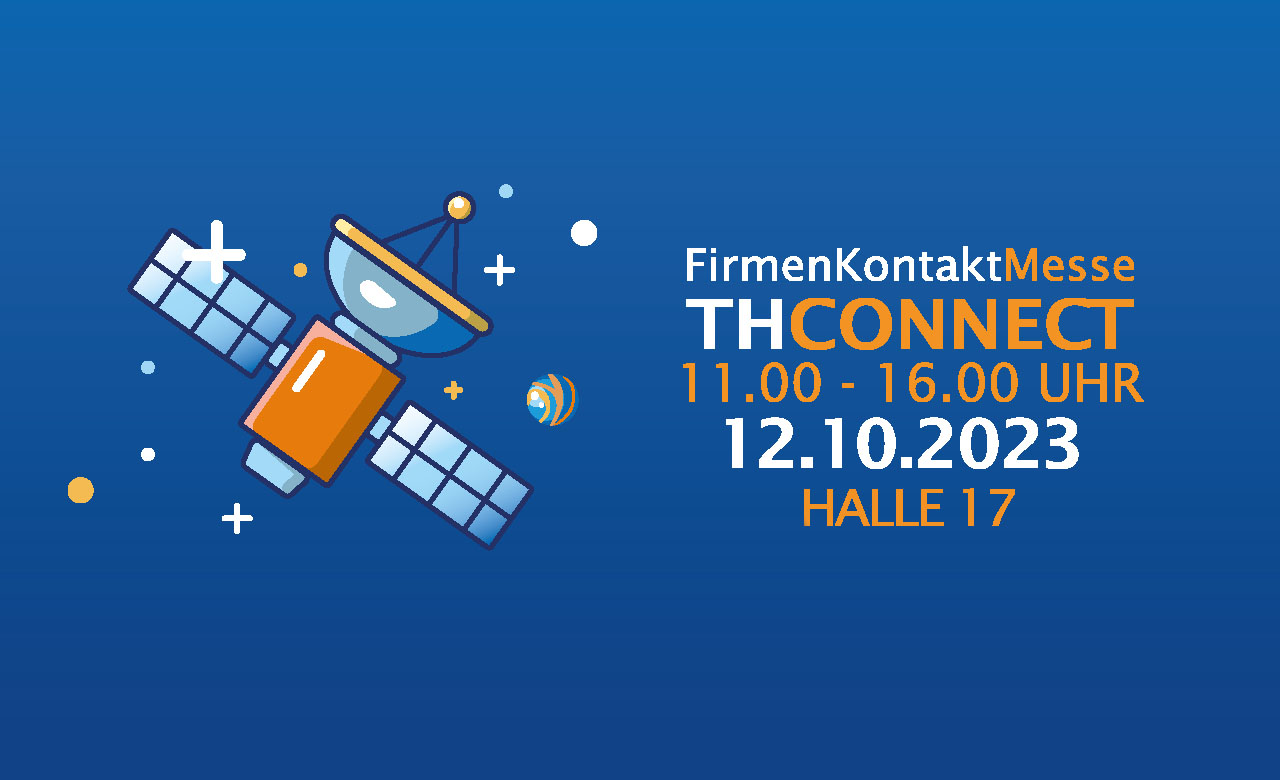 FirmenKontaktMesse
THCONNECT
11.00 - 16.00 UHR
12.10.2023
HALLE 17